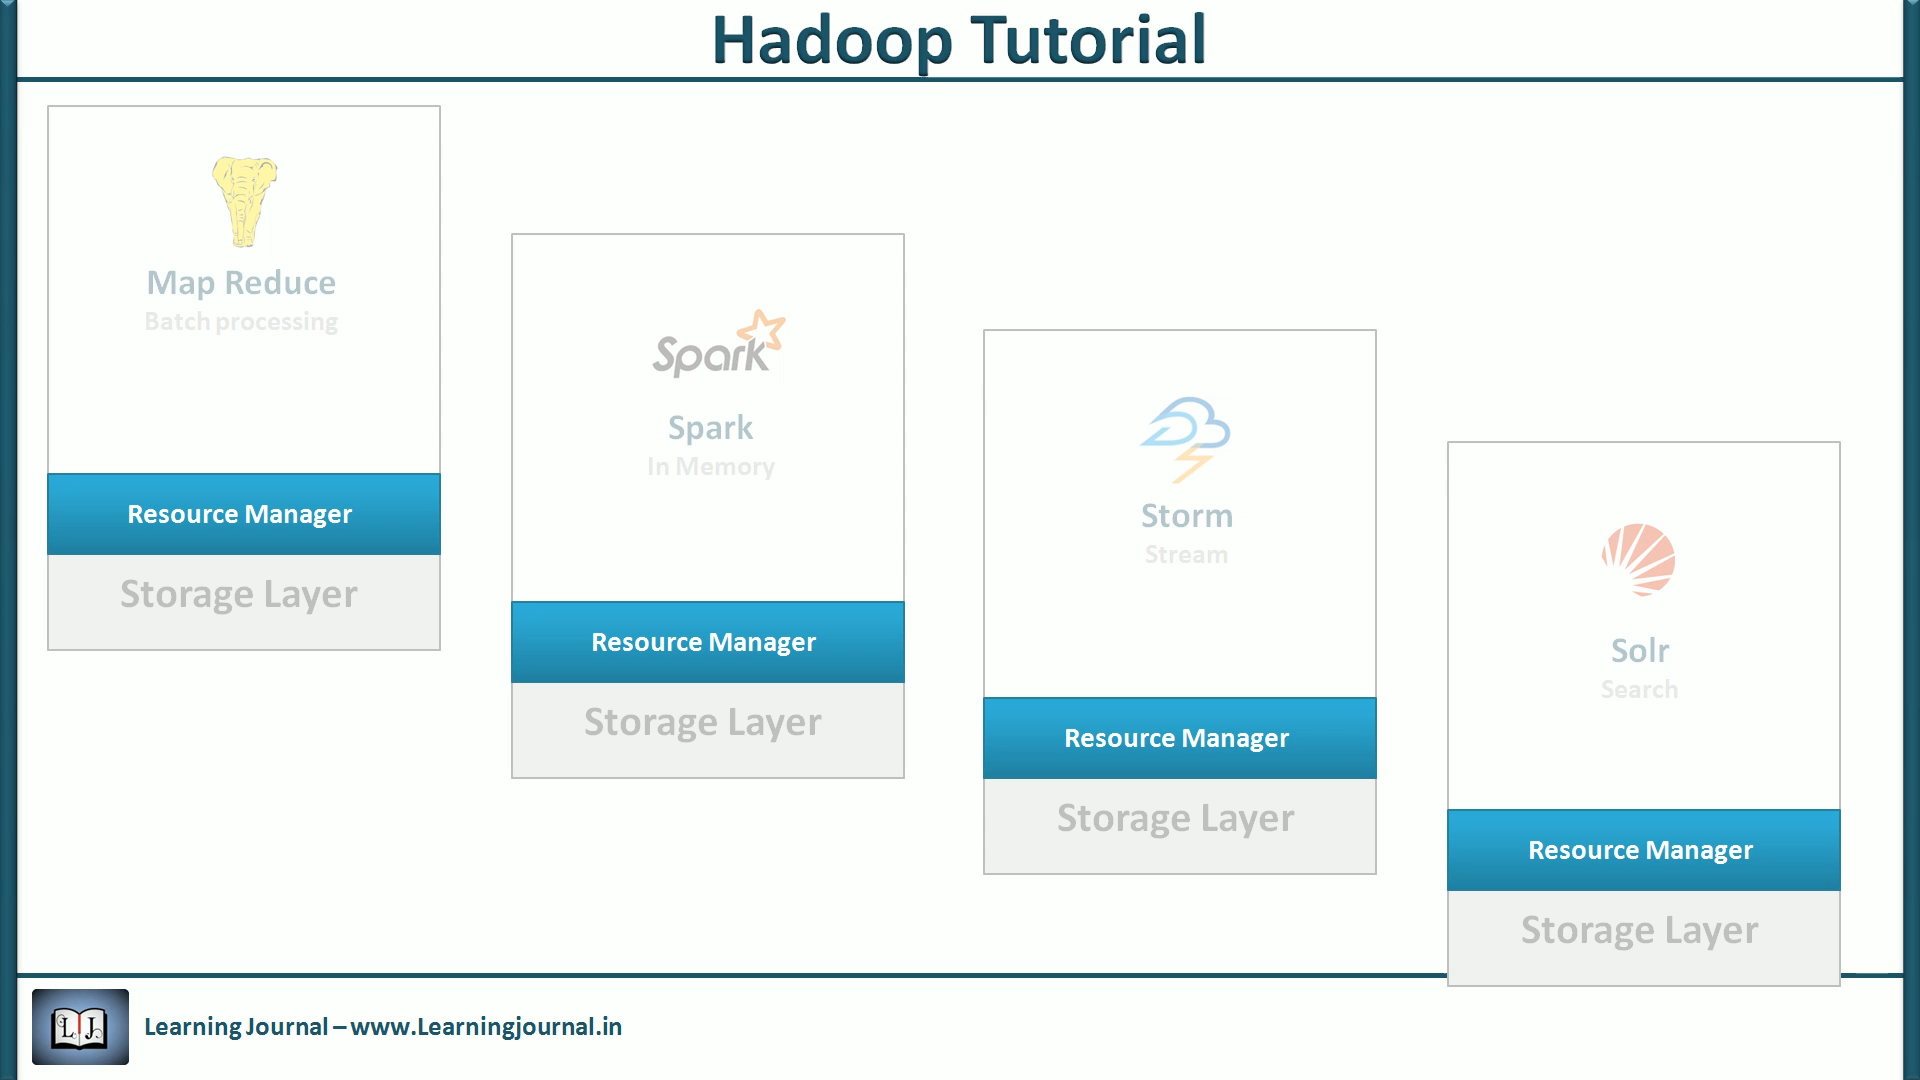 Hadoop Tutorial
Map Reduce
Batch processing
Resource Manager
Storage Layer
Spark
Spark
In Memory
Resource Manager
Storage Layer
Storm
Stream
Resource Manager
Storage Layer
Solr
Search
Resource Manager
Storage Layer
L J
Learning Journal – www.Learningjournal.in